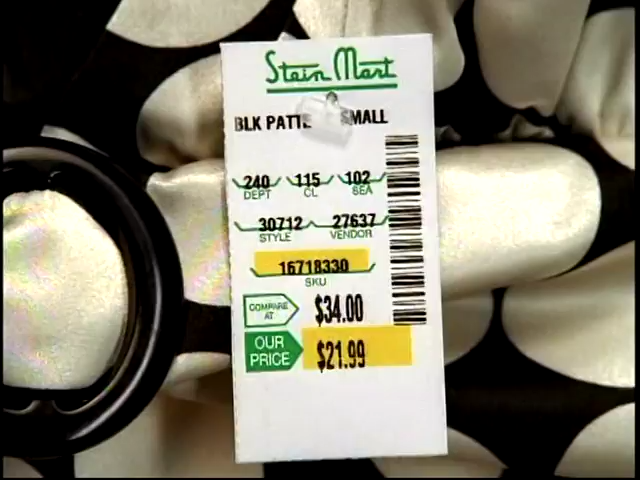 Stein Mart
BLK PATTE SMALL
240 115 102
DEPT CL SEA
30712 27637
STYLE VENDOR
16718330
SKU
COMPARE AT $34.00
OUR PRICE $21.99